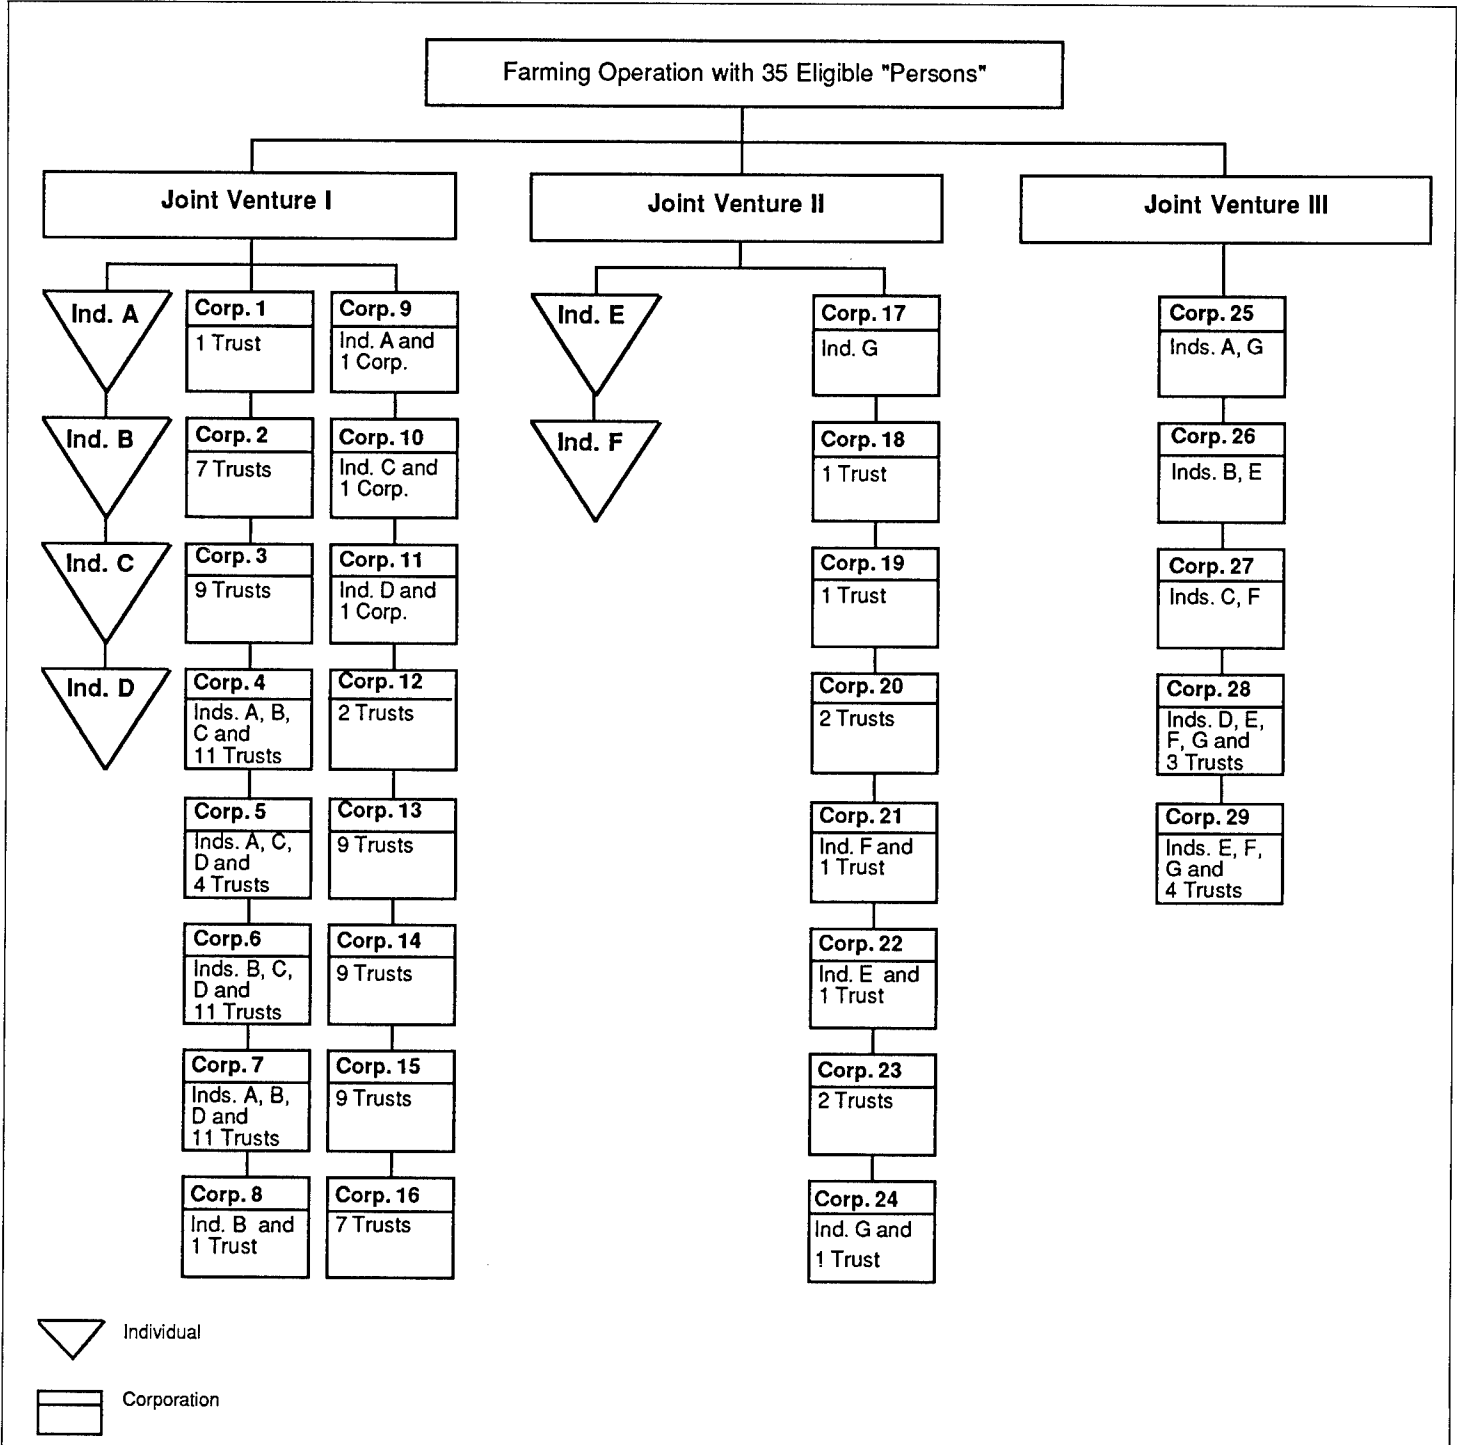 Farming Operation with 35 Eligible "Persons"
Joint Venture I
Ind. A
Ind. B
Ind. C
Ind. D
Corp. 1
1 Trust
Corp. 2
7 Trusts
Corp. 3
9 Trusts
Corp. 4
Inds. A, B,
C and
11 Trusts
Corp. 5
Inds. A, C,
D and
4 Trusts
Corp.6
Inds. B, C,
D and
11 Trusts
Corp. 7
Inds. A, B,
D and
11 Trusts
Corp. 8
Ind. B and
1 Trust
Corp. 9
Ind. A and
1 Corp.
Corp. 10
Ind. C and
1 Corp.
Corp. 11
Ind. D and
1 Corp.
Corp. 12
2 Trusts
Corp. 13
9 Trusts
Corp. 14
9 Trusts
Corp. 15
9 Trusts
Corp. 16
7 Trusts
Joint Venture II
Ind. E
Ind. F
Corp. 17
Ind. G
Corp. 18
1 Trust
Corp. 19
1 Trust
Corp. 20
2 Trusts
Corp. 21
Ind. F and
1 Trust
Corp. 22
Ind. E and
1 Trust
Corp. 23
2 Trusts
Corp. 24
Ind. G and
1 Trust
Joint Venture III
Corp. 25
Inds. A, G
Corp. 26
Inds. B, E
Corp. 27
Inds. C, F
Corp. 28
Inds. D, E,
F, G and
3 Trusts
Corp. 29
Inds. E, F,
G and
4 Trusts
Individual
Corporation